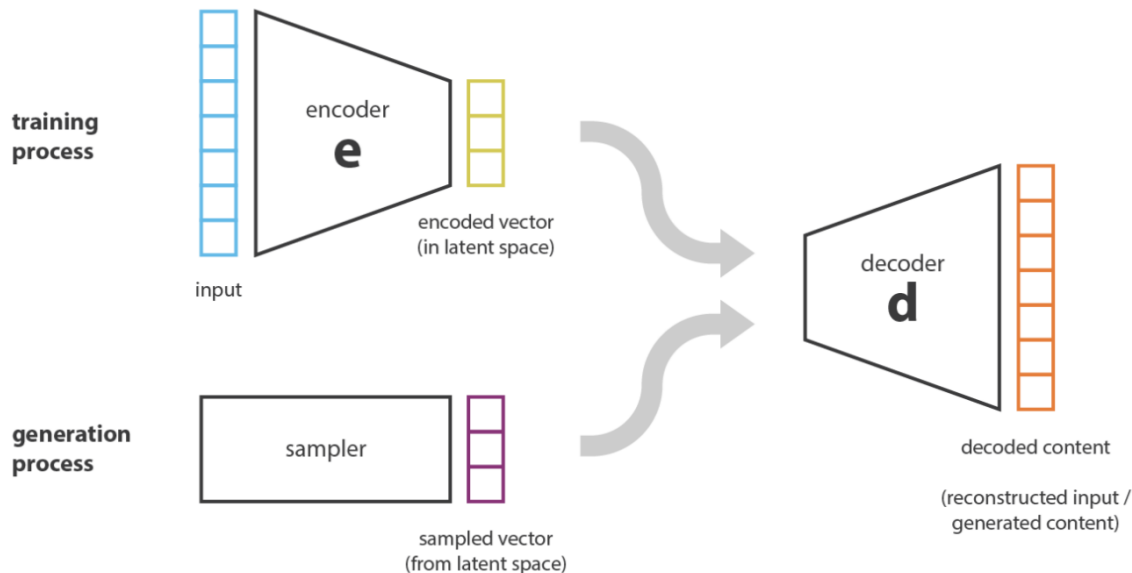 training
process
encoder
e
encoded vector
(in latent space)
input
decoder
d
decoded content
(reconstructed input /
generated content)
generation
process
sampler
sampled vector
(from latent space)